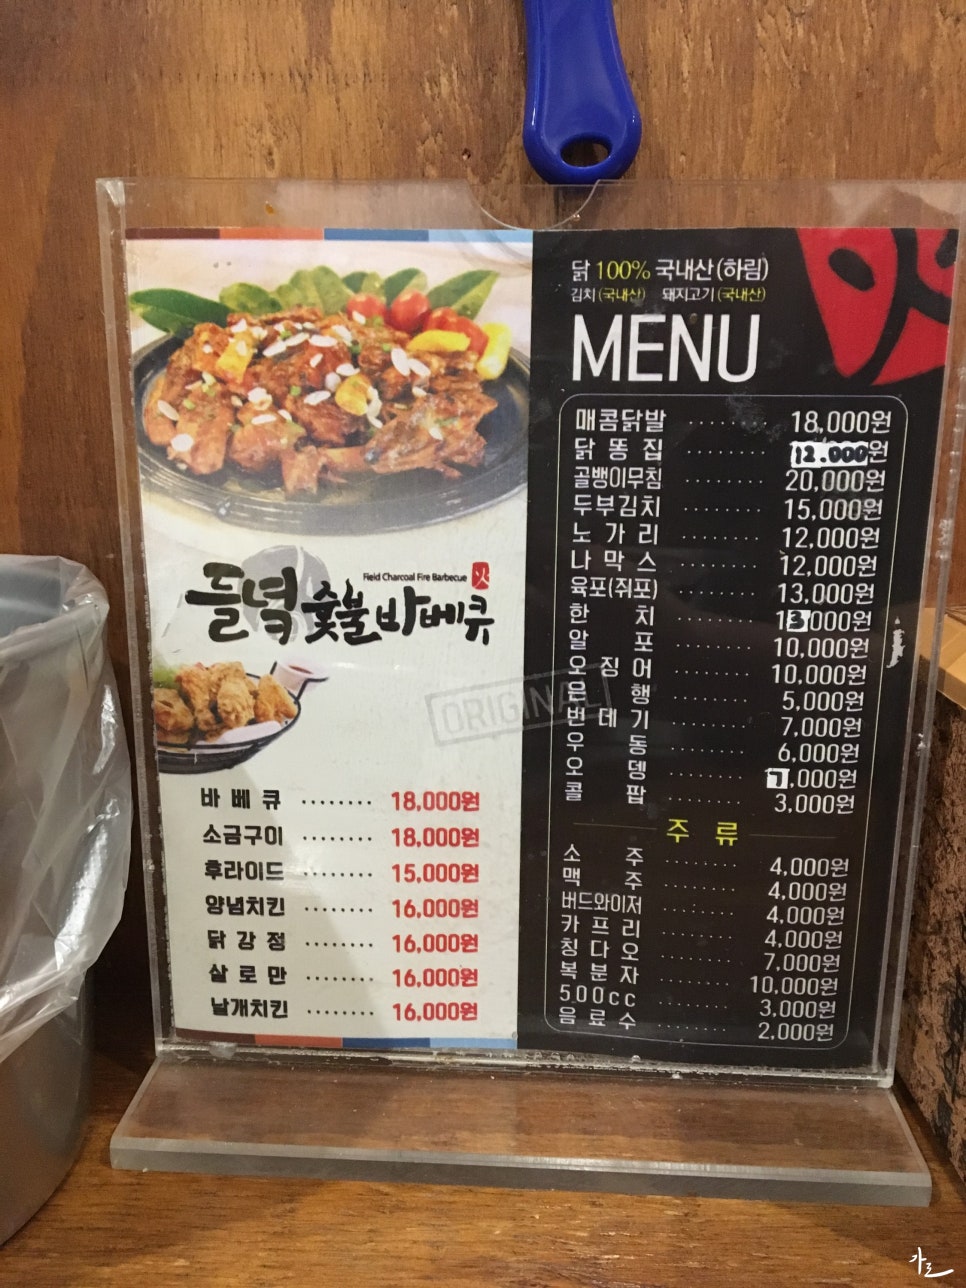 들녘 숯불바베큐
Field Charcoal Fire Barbecue 火
ORIGINAL
바베큐 ········ 18,000원
소금구이 ········ 18,000원
후라이드 ········ 15,000원
양념치킨 ········ 16,000원
닭강정 ········ 16,000원
살로만 ········ 16,000원
날개치킨 ········ 16,000원
닭 100% 국내산(하림)
김치(국내산) 돼지고기(국내산)
MENU
매콤닭발 ········ 18,000원
닭똥집 ········ 12.000원
골뱅이무침 ········ 20,000원
두부김치 ········ 15,000원
노가리 ········ 12,000원
나막스 ········ 12,000원
육포(쥐포) ········ 13,000원
한치 ········ 13,000원
알포 ········ 10,000원
오징어 ········ 10,000원
은행 ········ 5,000원
번데기 ········ 7,000원
우동 ········ 6,000원
오뎅 ········ 7,000원
콜팝 ········ 3,000원
주류
소주 ········ 4,000원
맥주 ········ 4,000원
버드와이저 ········ 4,000원
카프리 ········ 4,000원
칭다오 ········ 7,000원
복분자 ········ 10,000원
500cc ········ 3,000원
음료수 ········ 2,000원